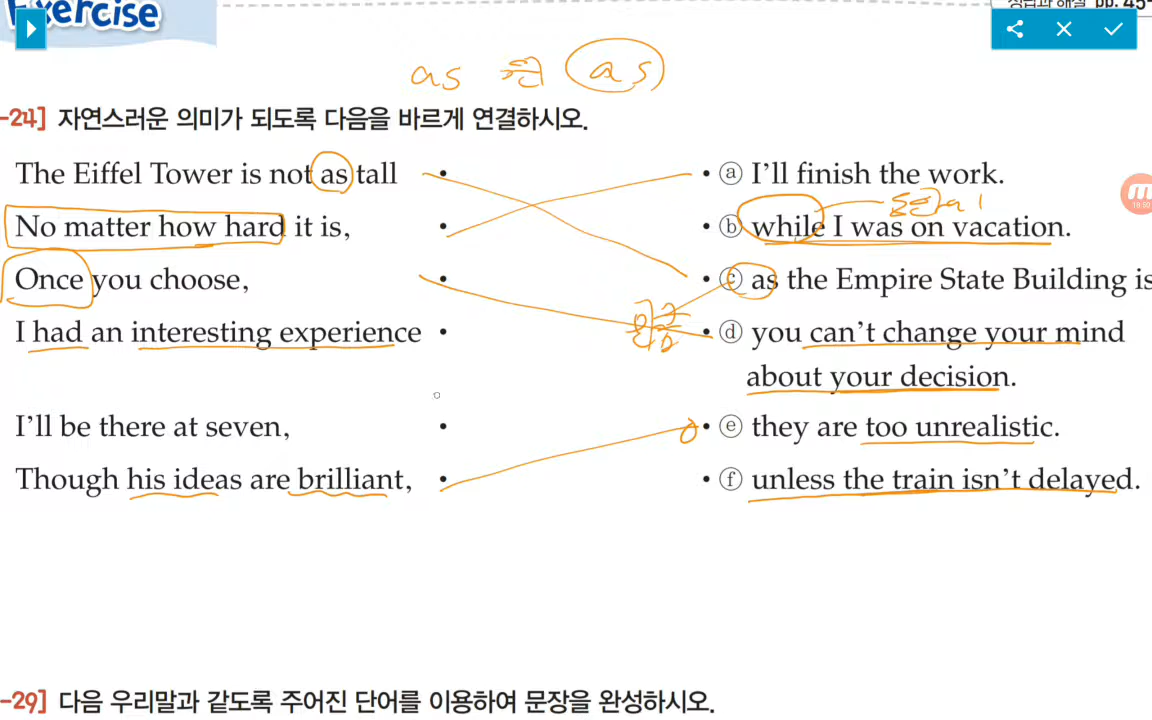 Exercise
정답과 해설 pp. 45-
as 원 as
-24] 자연스러운 의미가 되도록 다음을 바르게 연결하시오.
The Eiffel Tower is not as tall • • ⓐ I'll finish the work.
No matter how hard it is, • • ⓑ while I was on vacation.
Once you choose, • • ⓒ as the Empire State Building is
I had an interesting experience • • ⓓ you can't change your mind
about your decision.
I'll be there at seven, • • ⓔ they are too unrealistic.
Though his ideas are brilliant, • • ⓕ unless the train isn't delayed.
-29] 다음 우리말과 같도록 주어진 단어를 이용하여 문장을 완성하시오.